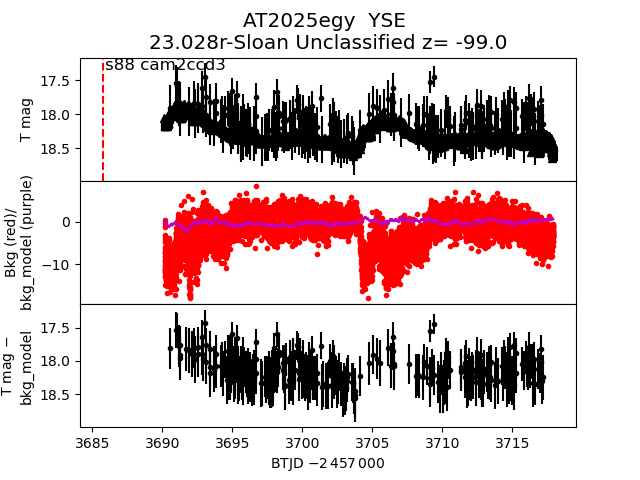 AT2025egy  YSE
23.028r-Sloan Unclassified z= -99.0
s88 cam2ccd3
17.5
18.0
18.5
T mag
0
−10
Bkg (red)/
bkg_model (purple)
17.5
18.0
18.5
T mag −
bkg_model
3685 3690 3695 3700 3705 3710 3715
BTJD −2 457 000